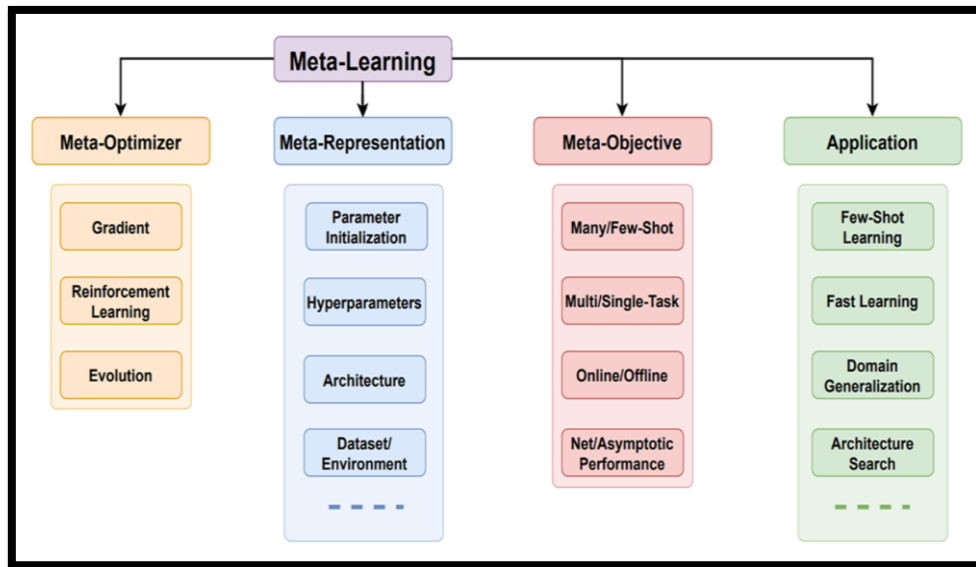 Meta-Learning
Meta-Optimizer
Meta-Representation
Meta-Objective
Application
Gradient
Reinforcement
Learning
Evolution
Parameter
Initialization
Hyperparameters
Architecture
Dataset/
Environment
Many/Few-Shot
Multi/Single-Task
Online/Offline
Net/Asymptotic
Performance
Few-Shot
Learning
Fast Learning
Domain
Generalization
Architecture
Search